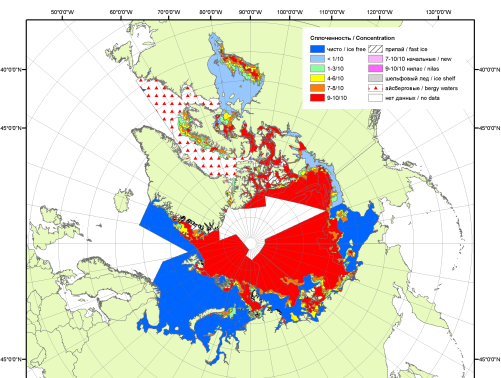 50°0'0"W 60°0'0"W 70°0'0"W 80°0'0"W 90°0'0"W 100°0'0"W 110°0'0"W 120°0'0"W 130°0'0"W
Сплоченность / Concentration
чисто / ice free
< 1/10
1-3/10
4-6/10
7-8/10
9-10/10
припай / fast ice
7-10/10 начальные / new
9-10/10 нилас / nilas
шельфовый лед / ice shelf
айсберговые / bergy waters
нет данных / no data
40°0'0"W 140°0'0"W
45°0'0"N 45°0'0"N
45°0'0"N 45°0'0"N